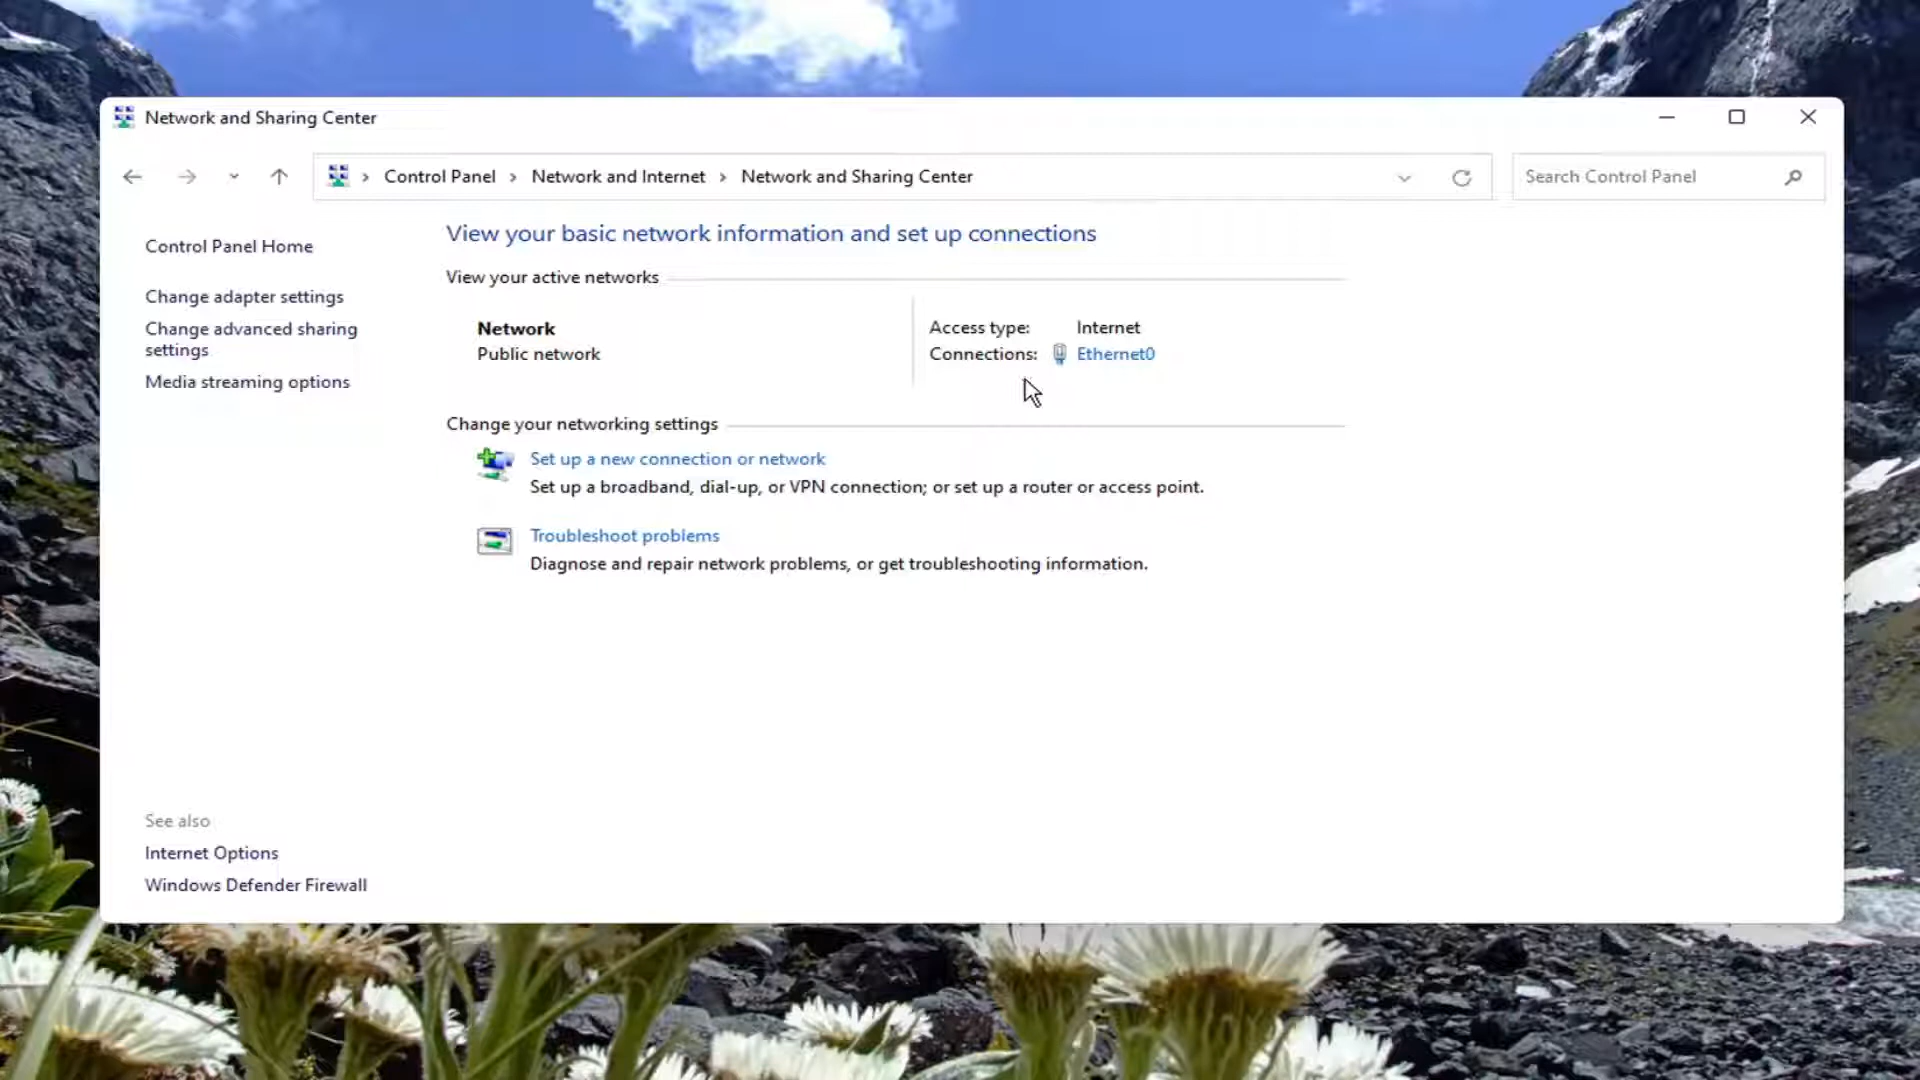 Network and Sharing Center
Control Panel > Network and Internet > Network and Sharing Center
Search Control Panel
Control Panel Home
Change adapter settings
Change advanced sharing
settings
Media streaming options
View your basic network information and set up connections
View your active networks
Network
Public network
Access type: Internet
Connections: Ethernet0
Change your networking settings
Set up a new connection or network
Set up a broadband, dial-up, or VPN connection; or set up a router or access point.
Troubleshoot problems
Diagnose and repair network problems, or get troubleshooting information.
See also
Internet Options
Windows Defender Firewall